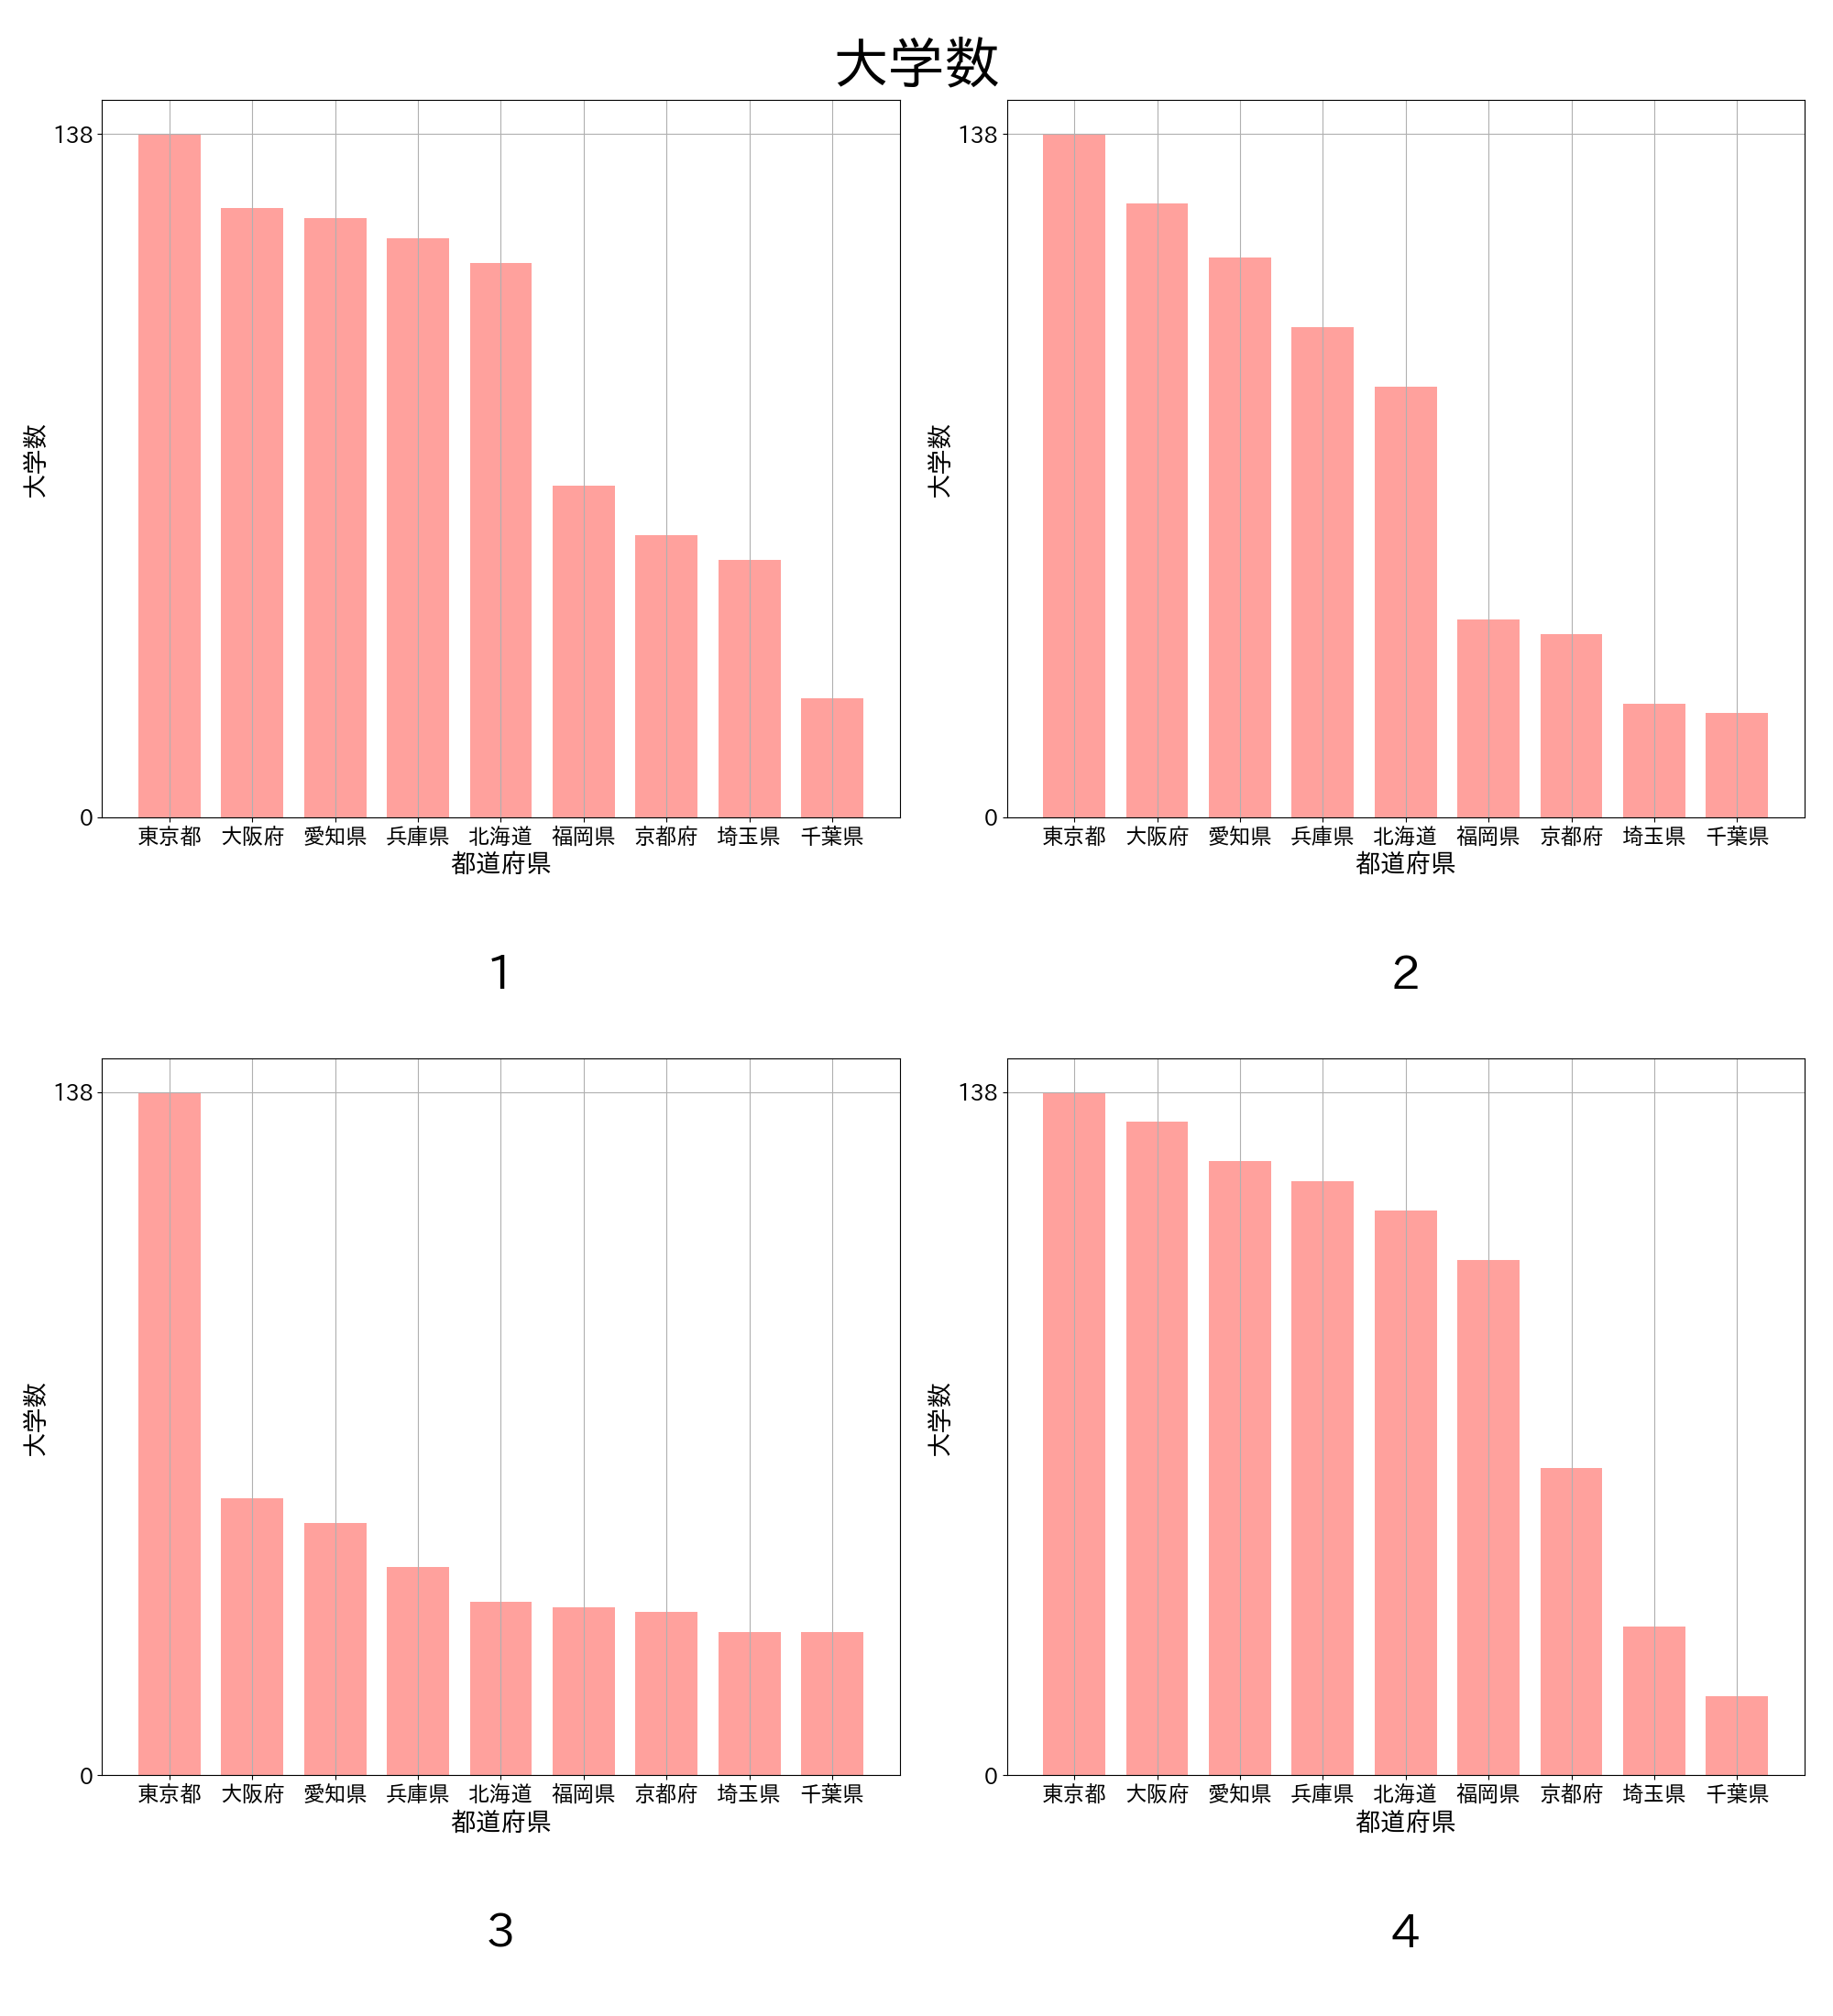 大学数
138
0
大学数
東京都 大阪府 愛知県 兵庫県 北海道 福岡県 京都府 埼玉県 千葉県
都道府県
1
138
0
大学数
東京都 大阪府 愛知県 兵庫県 北海道 福岡県 京都府 埼玉県 千葉県
都道府県
2
138
0
大学数
東京都 大阪府 愛知県 兵庫県 北海道 福岡県 京都府 埼玉県 千葉県
都道府県
3
138
0
大学数
東京都 大阪府 愛知県 兵庫県 北海道 福岡県 京都府 埼玉県 千葉県
都道府県
4